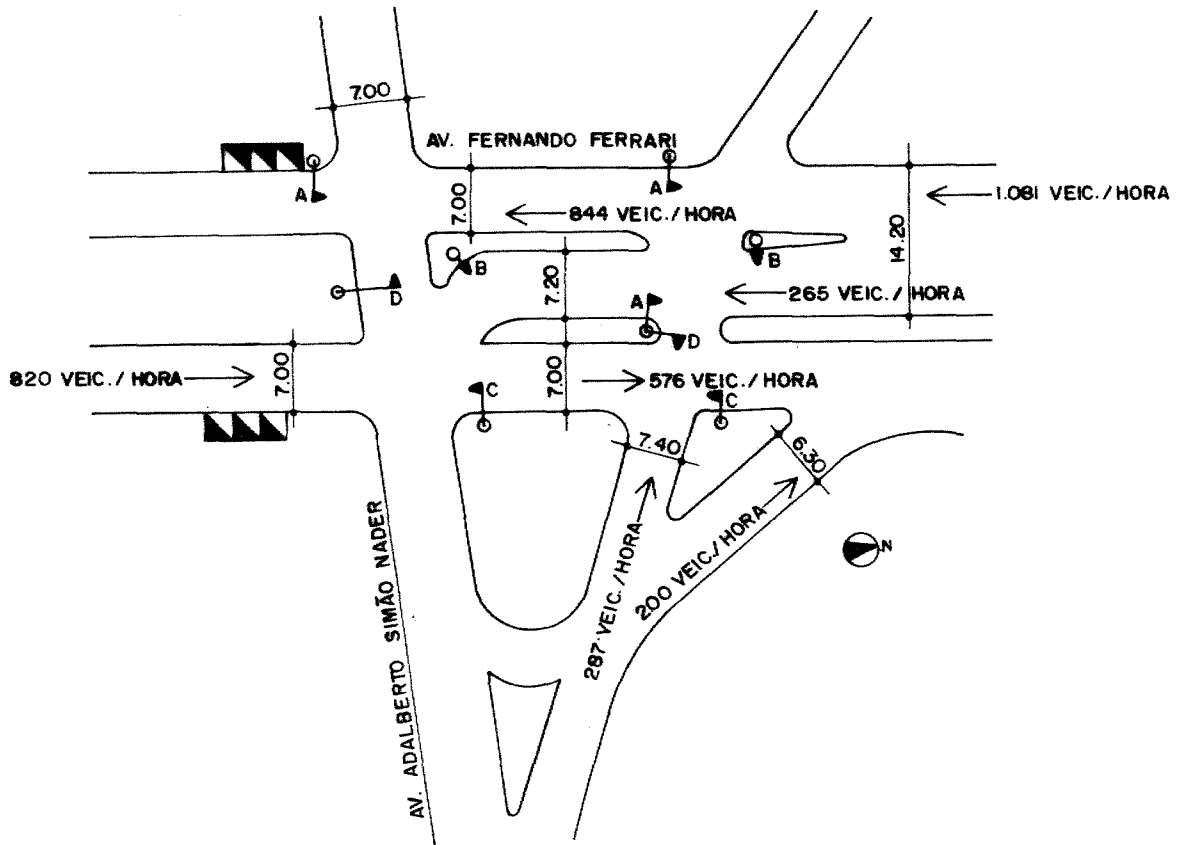 7.00
AV. FERNANDO FERRARI
A
A
1.081 VEIC./HORA
7.00
844 VEIC./HORA
14.20
B
B
D
7.20
A
265 VEIC./HORA
D
820 VEIC./HORA
7.00
7.00
576 VEIC./HORA
C
C
7.40
6.30
AV. ADALBERTO SIMÃO NADER
287 VEIC./HORA
200 VEIC./HORA
N